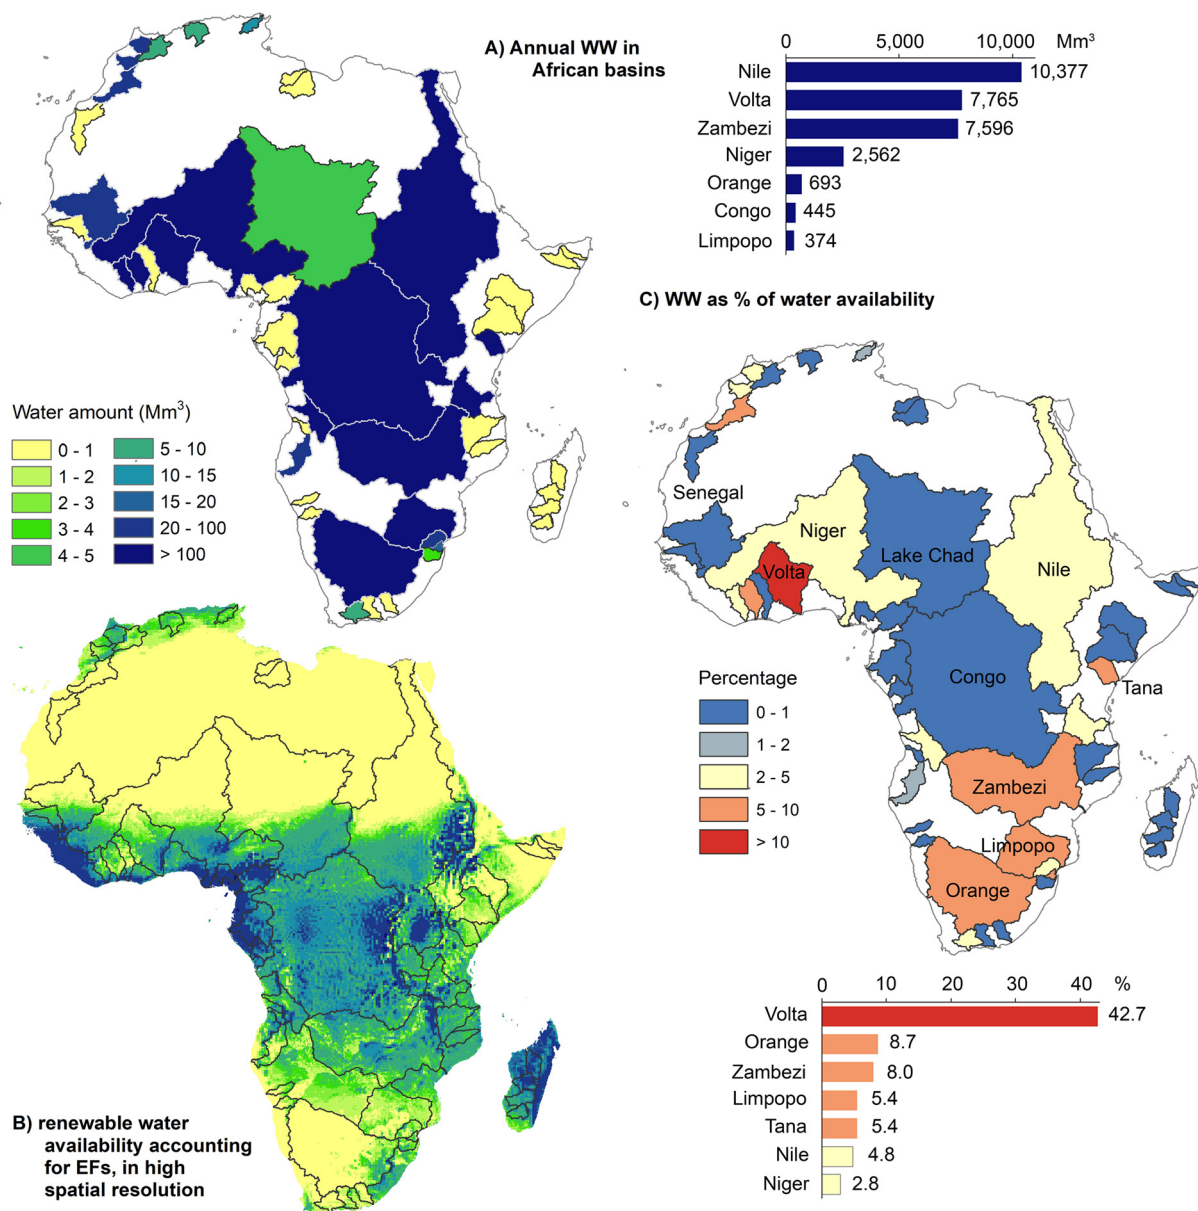 A) Annual WW in
African basins
0 5,000 10,000 Mm³
Nile 10,377
Volta 7,765
Zambezi 7,596
Niger 2,562
Orange 693
Congo 445
Limpopo 374
Water amount (Mm³)
0 - 1 5 - 10
1 - 2 10 - 15
2 - 3 15 - 20
3 - 4 20 - 100
4 - 5 > 100
C) WW as % of water availability
Senegal
Niger
Lake Chad
Volta
Nile
Congo
Tana
Zambezi
Limpopo
Orange
Percentage
0 - 1
1 - 2
2 - 5
5 - 10
> 10
B) renewable water
availability accounting
for EFs, in high
spatial resolution
0 10 20 30 40 %
Volta 42.7
Orange 8.7
Zambezi 8.0
Limpopo 5.4
Tana 5.4
Nile 4.8
Niger 2.8